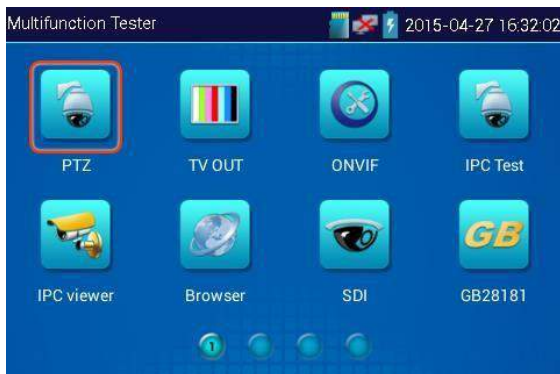 Multifunction Tester 2015-04-27 16:32:02
PTZ TV OUT ONVIF IPC Test
GB
IPC viewer Browser SDI GB28181
1